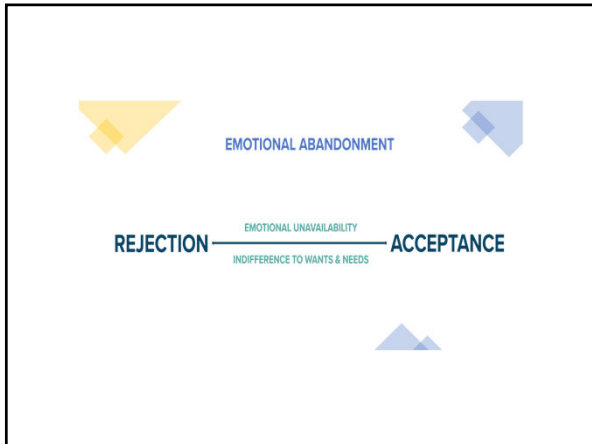 EMOTIONAL ABANDONMENT
EMOTIONAL UNAVAILABILITY
REJECTION ACCEPTANCE
INDIFFERENCE TO WANTS & NEEDS